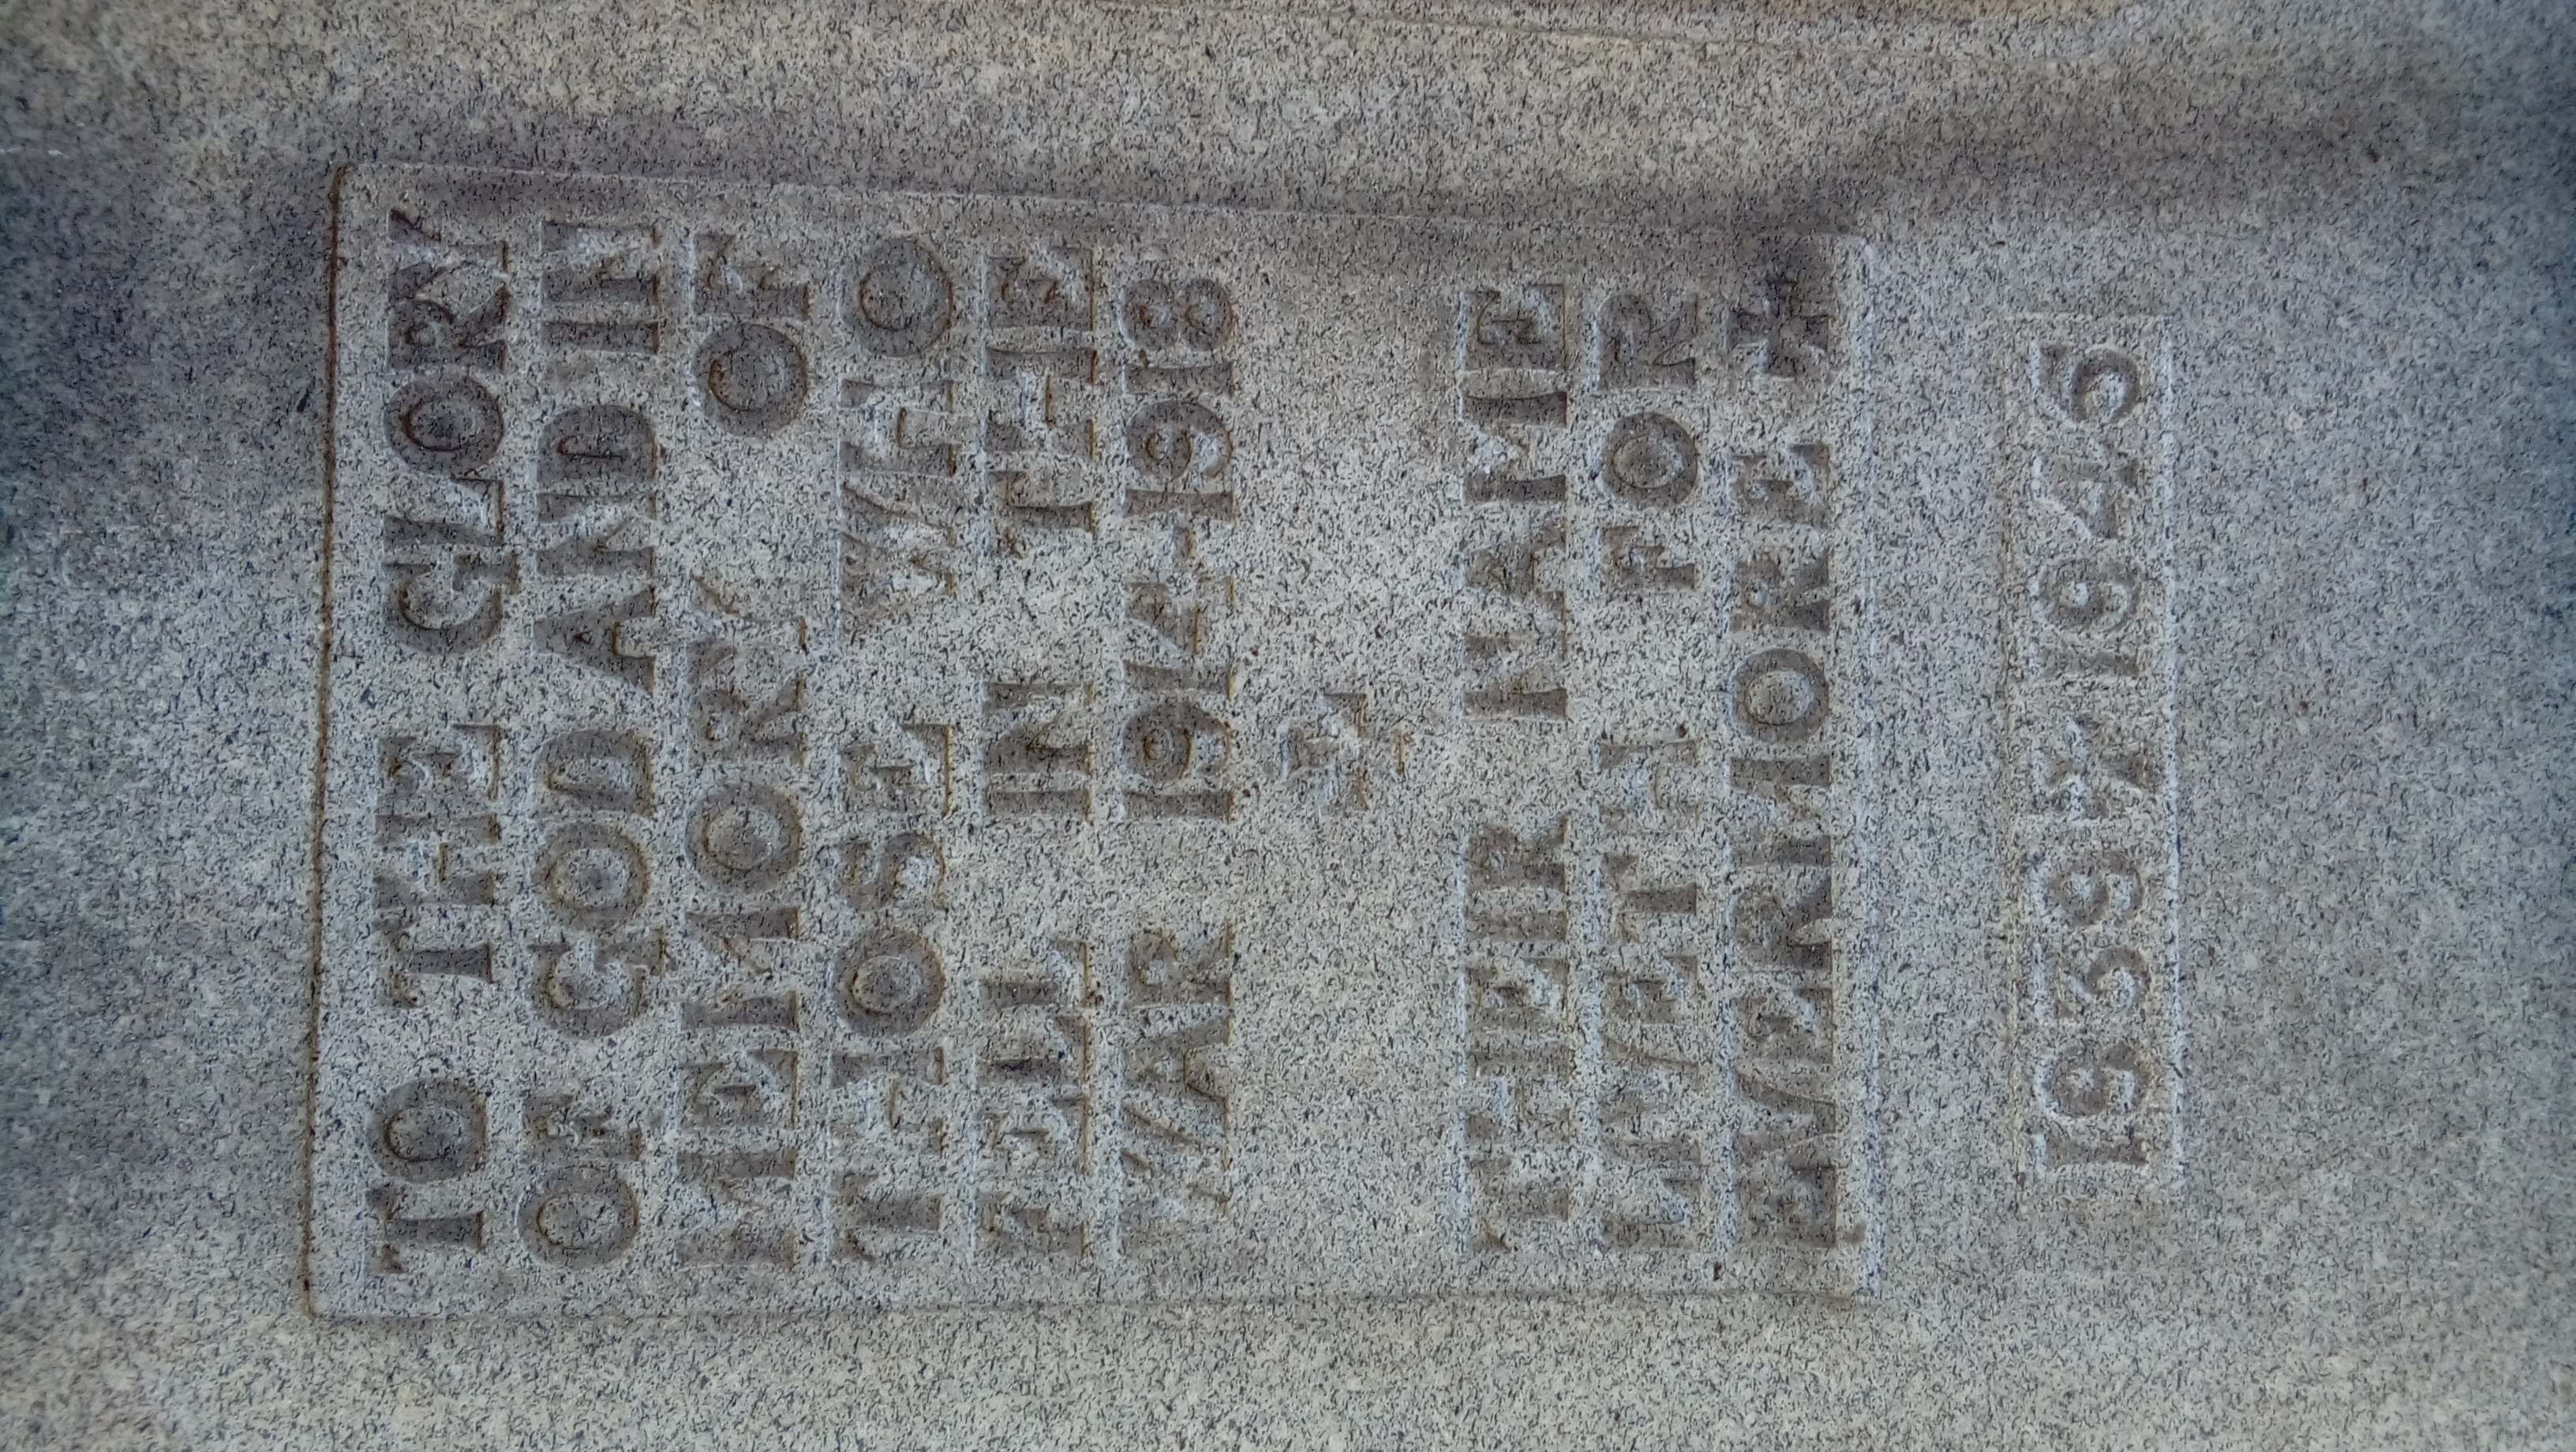 TO THE GLORY
OF GOD AND IN
MEMORY OF
THOSE WHO
FELL IN THE
WAR 1914-1918
THEIR NAME
LIVETH FOR
EVERMORE
1939 1945